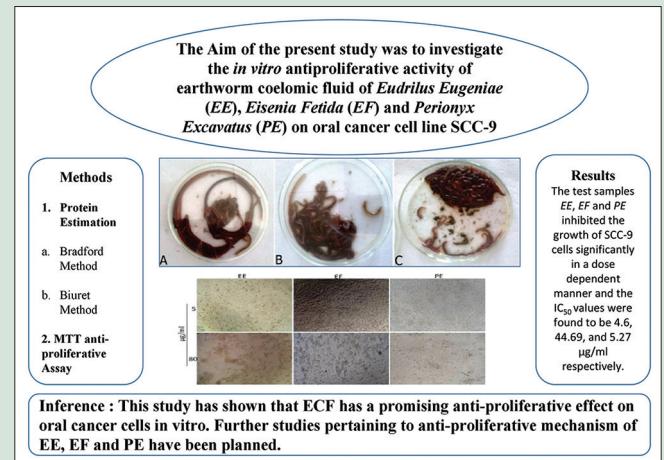 The Aim of the present study was to investigate
the in vitro antiproliferative activity of
earthworm coelomic fluid of Eudrilus Eugeniae
(EE), Eisenia Fetida (EF) and Perionyx
Excavatus (PE) on oral cancer cell line SCC-9
Methods
1. Protein
Estimation
a. Bradford
Method
b. Biuret
Method
2. MTT anti-
proliferative
Assay
A B C
EE EF PE
5
µg/ml
80
Results
The test samples
EE, EF and PE
inhibited the
growth of SCC-9
cells significantly
in a dose
dependent
manner and the
IC50 values were
found to be 4.6,
44.69, and 5.27
µg/ml
respectively.
Inference : This study has shown that ECF has a promising anti-proliferative effect on
oral cancer cells in vitro. Further studies pertaining to anti-proliferative mechanism of
EE, EF and PE have been planned.